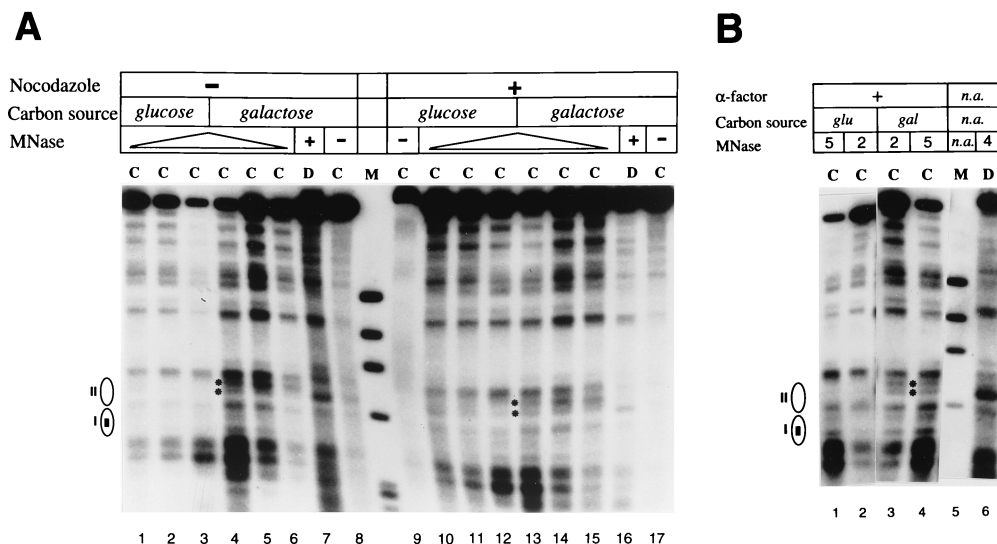 A
B
Nocodazole − +
Carbon source glucose galactose glucose galactose
MNase + − − + −
C C C C C C D C M C C C C C C C D C
II
I
1 2 3 4 5 6 7 8 9 10 11 12 13 14 15 16 17
α-factor + n.a.
Carbon source glu gal n.a.
MNase 5 2 2 5 n.a. 4
C C C C M D
II
I
1 2 3 4 5 6